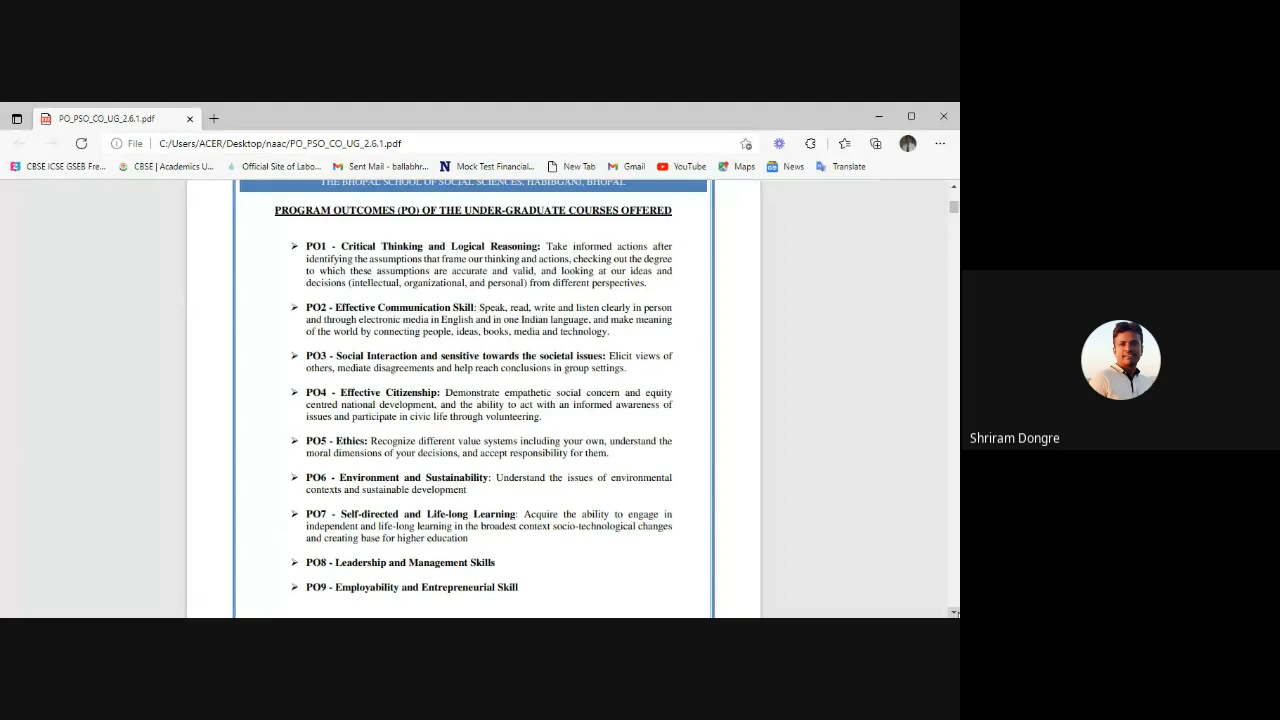 PO_PSO_CO_UG_2.6.1.pdf
File
C:/Users/ACER/Desktop/naac/PO_PSO_CO_UG_2.6.1.pdf
CBSE ICSE GSEB Fre...
CBSE | Academics U...
Official Site of Labo...
Sent Mail - ballabhr...
Mock Test Financial...
New Tab
Gmail
YouTube
Maps
News
Translate
THE BHOPAL SCHOOL OF SOCIAL SCIENCES, HABIBGANJ, BHOPAL
PROGRAM OUTCOMES (PO) OF THE UNDER-GRADUATE COURSES OFFERED
➢ PO1 - Critical Thinking and Logical Reasoning: Take informed actions after
identifying the assumptions that frame our thinking and actions, checking out the degree
to which these assumptions are accurate and valid, and looking at our ideas and
decisions (intellectual, organizational, and personal) from different perspectives.
➢ PO2 - Effective Communication Skill: Speak, read, write and listen clearly in person
and through electronic media in English and in one Indian language, and make meaning
of the world by connecting people, ideas, books, media and technology.
➢ PO3 - Social Interaction and sensitive towards the societal issues: Elicit views of
others, mediate disagreements and help reach conclusions in group settings.
➢ PO4 - Effective Citizenship: Demonstrate empathetic social concern and equity
centred national development, and the ability to act with an informed awareness of
issues and participate in civic life through volunteering.
➢ PO5 - Ethics: Recognize different value systems including your own, understand the
moral dimensions of your decisions, and accept responsibility for them.
➢ PO6 - Environment and Sustainability: Understand the issues of environmental
contexts and sustainable development
➢ PO7 - Self-directed and Life-long Learning: Acquire the ability to engage in
independent and life-long learning in the broadest context socio-technological changes
and creating base for higher education
➢ PO8 - Leadership and Management Skills
➢ PO9 - Employability and Entrepreneurial Skill
Shriram Dongre